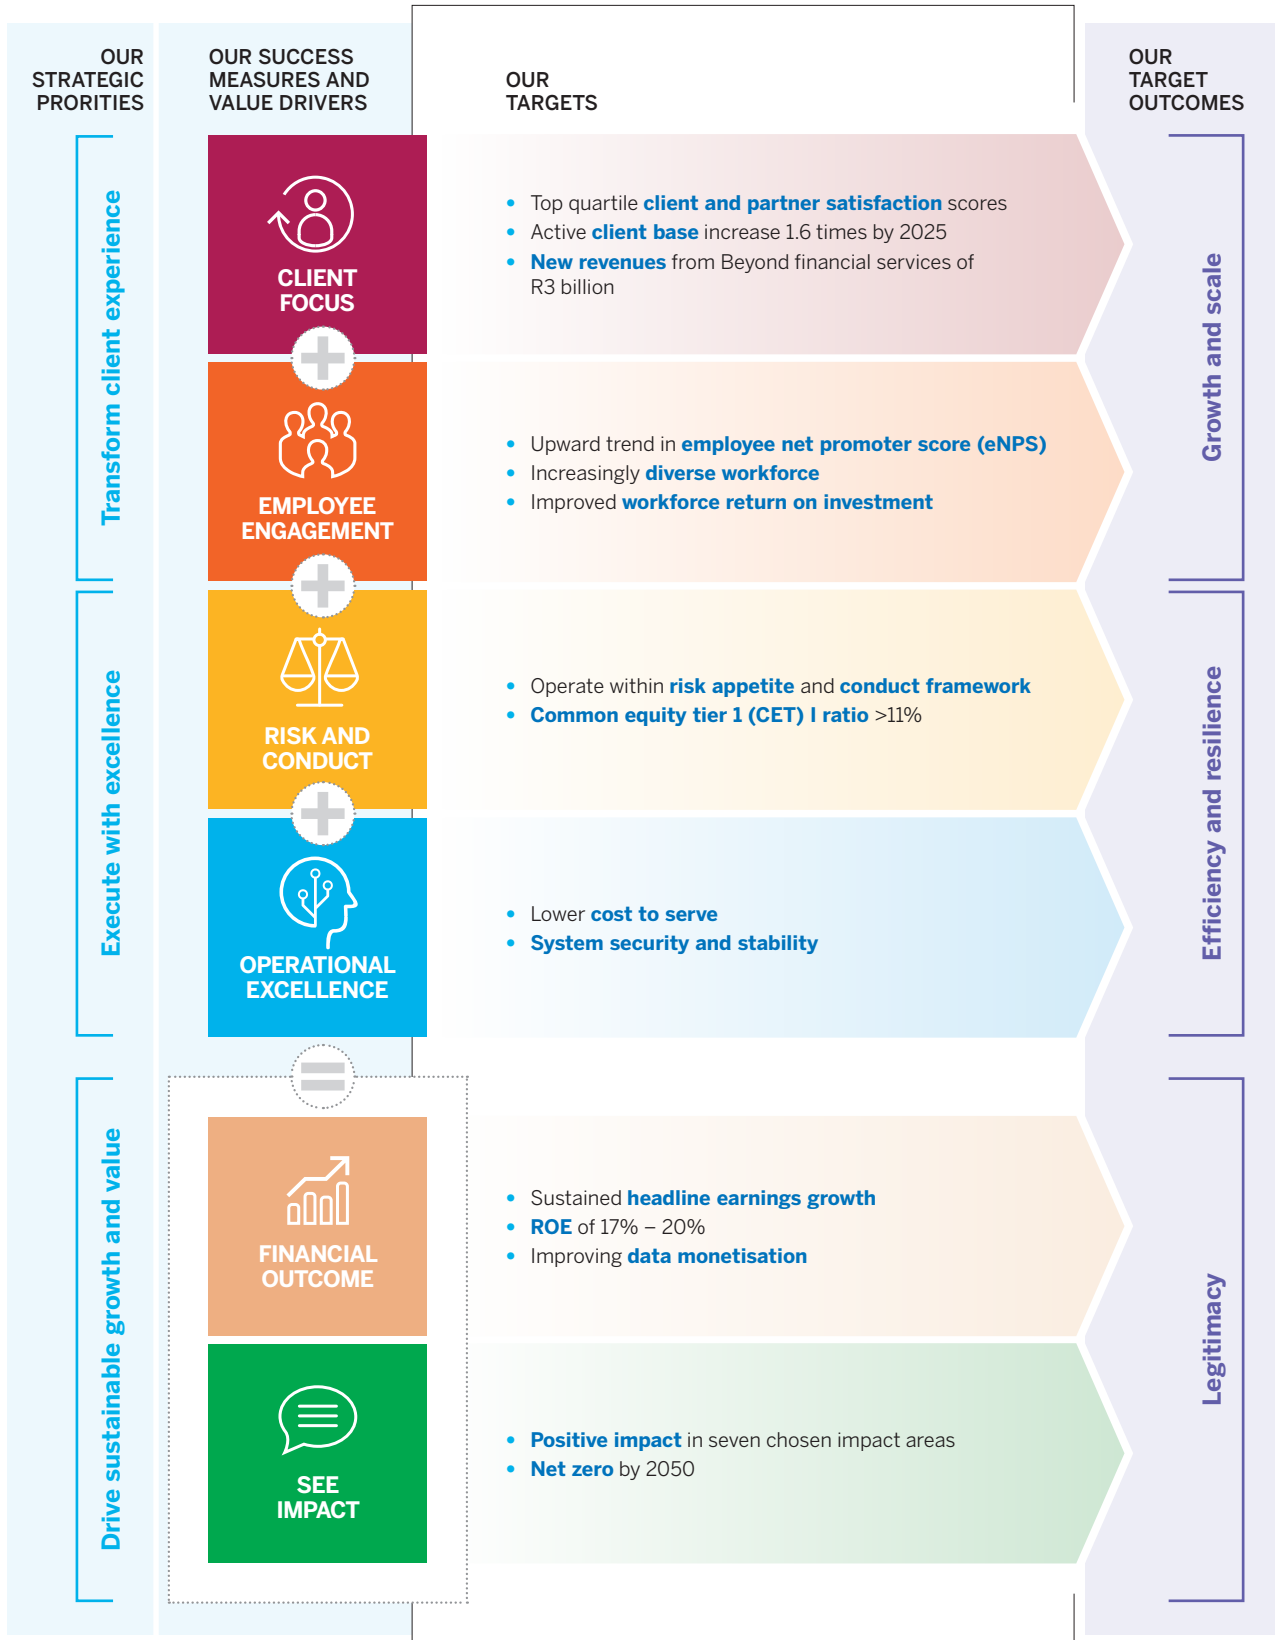 OUR
STRATEGIC
PRORITIES
OUR SUCCESS
MEASURES AND
VALUE DRIVERS
OUR
TARGETS
OUR
TARGET
OUTCOMES
Transform client experience
CLIENT
FOCUS
• Top quartile client and partner satisfaction scores
• Active client base increase 1.6 times by 2025
• New revenues from Beyond financial services of
R3 billion
Growth and scale
EMPLOYEE
ENGAGEMENT
• Upward trend in employee net promoter score (eNPS)
• Increasingly diverse workforce
• Improved workforce return on investment
Execute with excellence
RISK AND
CONDUCT
• Operate within risk appetite and conduct framework
• Common equity tier 1 (CET) I ratio >11%
Efficiency and resilience
OPERATIONAL
EXCELLENCE
• Lower cost to serve
• System security and stability
Drive sustainable growth and value
FINANCIAL
OUTCOME
• Sustained headline earnings growth
• ROE of 17% – 20%
• Improving data monetisation
Legitimacy
SEE
IMPACT
• Positive impact in seven chosen impact areas
• Net zero by 2050